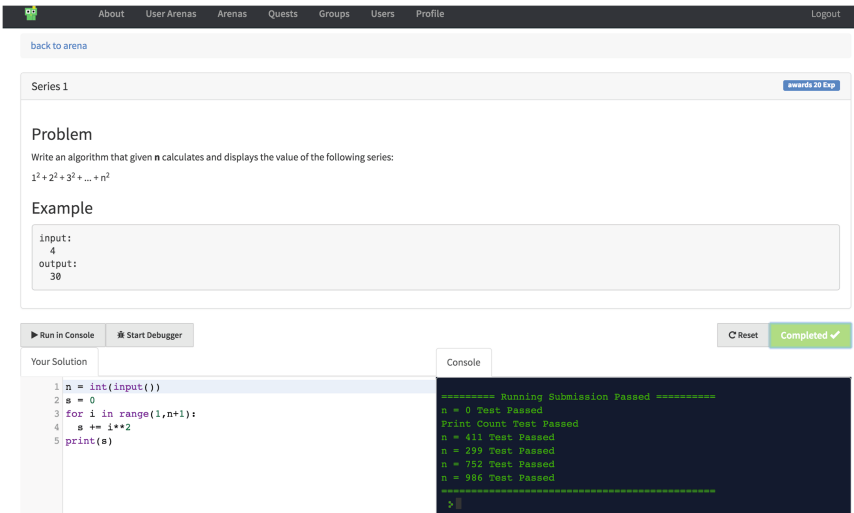 About User Arenas Arenas Quests Groups Users Profile Logout
back to arena
Series 1 awards 20 Exp
Problem
Write an algorithm that given n calculates and displays the value of the following series:
1² + 2² + 3² + ... + n²
Example
input:
4
output:
30
Run in Console Start Debugger Reset Completed ✓
Your Solution
1 n = int(input())
2 s = 0
3 for i in range(1,n+1):
4   s += i**2
5 print(s)
Console
========= Running Submission Passed ==========
n = 0 Test Passed
Print Count Test Passed
n = 411 Test Passed
n = 299 Test Passed
n = 752 Test Passed
n = 986 Test Passed
==============================================
>